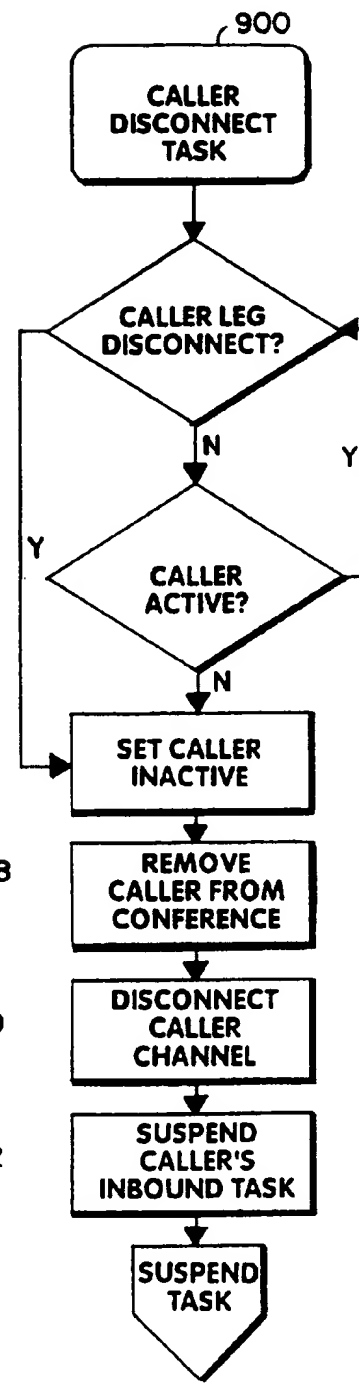 900
CALLER
DISCONNECT
TASK
CALLER LEG
DISCONNECT?
N
Y
Y
CALLER
ACTIVE?
N
SET CALLER
INACTIVE
REMOVE
CALLER FROM
CONFERENCE
DISCONNECT
CALLER
CHANNEL
SUSPEND
CALLER'S
INBOUND TASK
SUSPEND
TASK